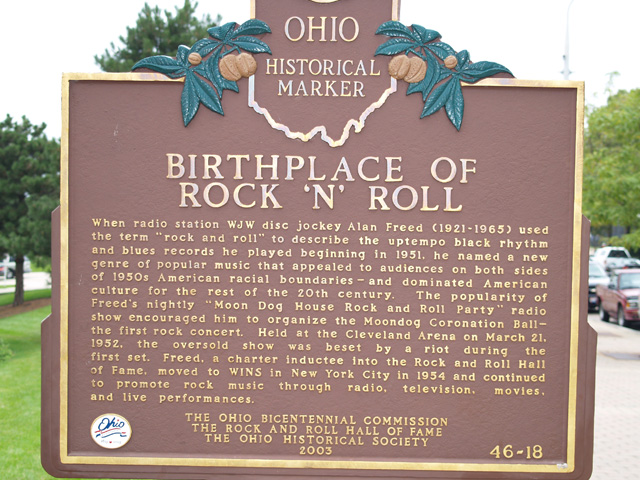 OHIO
HISTORICAL
MARKER
BIRTHPLACE OF
ROCK 'N' ROLL
When radio station WJW disc jockey Alan Freed (1921-1965) used
the term "rock and roll" to describe the uptempo black rhythm
and blues records he played beginning in 1951, he named a new
genre of popular music that appealed to audiences on both sides
of 1950s American racial boundaries—and dominated American
culture for the rest of the 20th century. The popularity of
Freed's nightly "Moon Dog House Rock and Roll Party" radio
show encouraged him to organize the Moondog Coronation Ball—
the first rock concert. Held at the Cleveland Arena on March 21,
1952, the oversold show was beset by a riot during the
first set. Freed, a charter inductee into the Rock and Roll Hall
of Fame, moved to WINS in New York City in 1954 and continued
to promote rock music through radio, television, movies,
and live performances.
THE OHIO BICENTENNIAL COMMISSION
THE ROCK AND ROLL HALL OF FAME
THE OHIO HISTORICAL SOCIETY
2003
46-18
Ohio